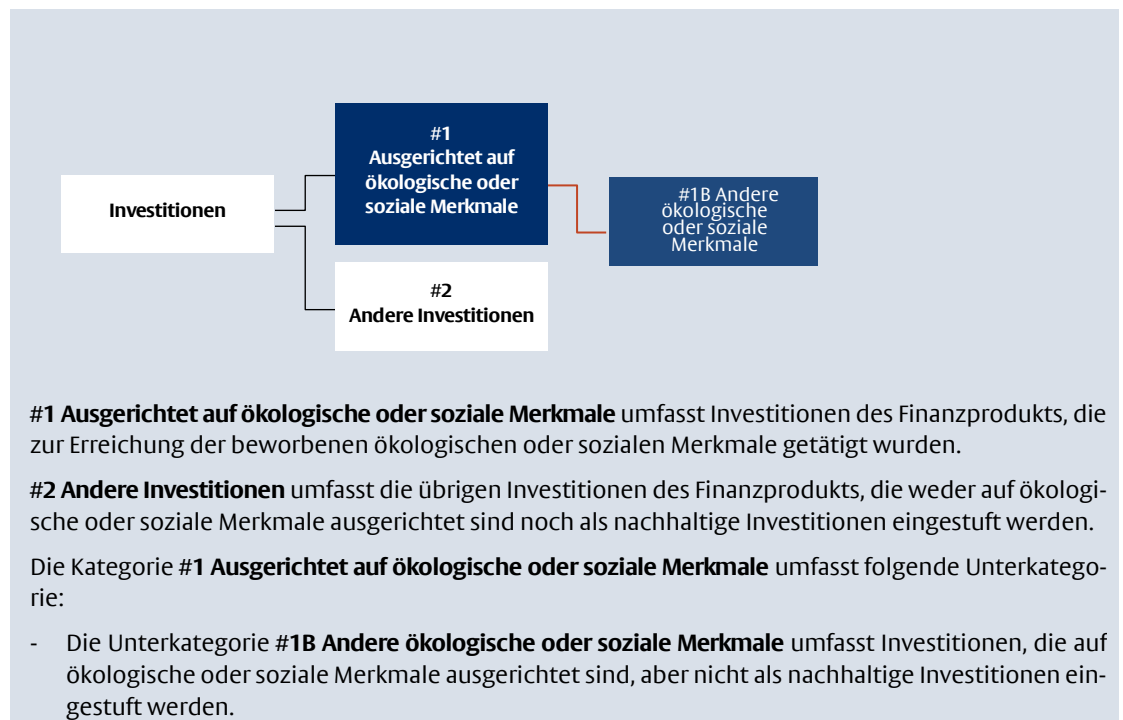 #1
Ausgerichtet auf
ökologische oder
soziale Merkmale
Investitionen
#1B Andere
ökologische
oder soziale
Merkmale
#2
Andere Investitionen
#1 Ausgerichtet auf ökologische oder soziale Merkmale umfasst Investitionen des Finanzprodukts, die
zur Erreichung der beworbenen ökologischen oder sozialen Merkmale getätigt wurden.
#2 Andere Investitionen umfasst die übrigen Investitionen des Finanzprodukts, die weder auf ökologi-
sche oder soziale Merkmale ausgerichtet sind noch als nachhaltige Investitionen eingestuft werden.
Die Kategorie #1 Ausgerichtet auf ökologische oder soziale Merkmale umfasst folgende Unterkatego-
rie:
- Die Unterkategorie #1B Andere ökologische oder soziale Merkmale umfasst Investitionen, die auf
ökologische oder soziale Merkmale ausgerichtet sind, aber nicht als nachhaltige Investitionen ein-
gestuft werden.